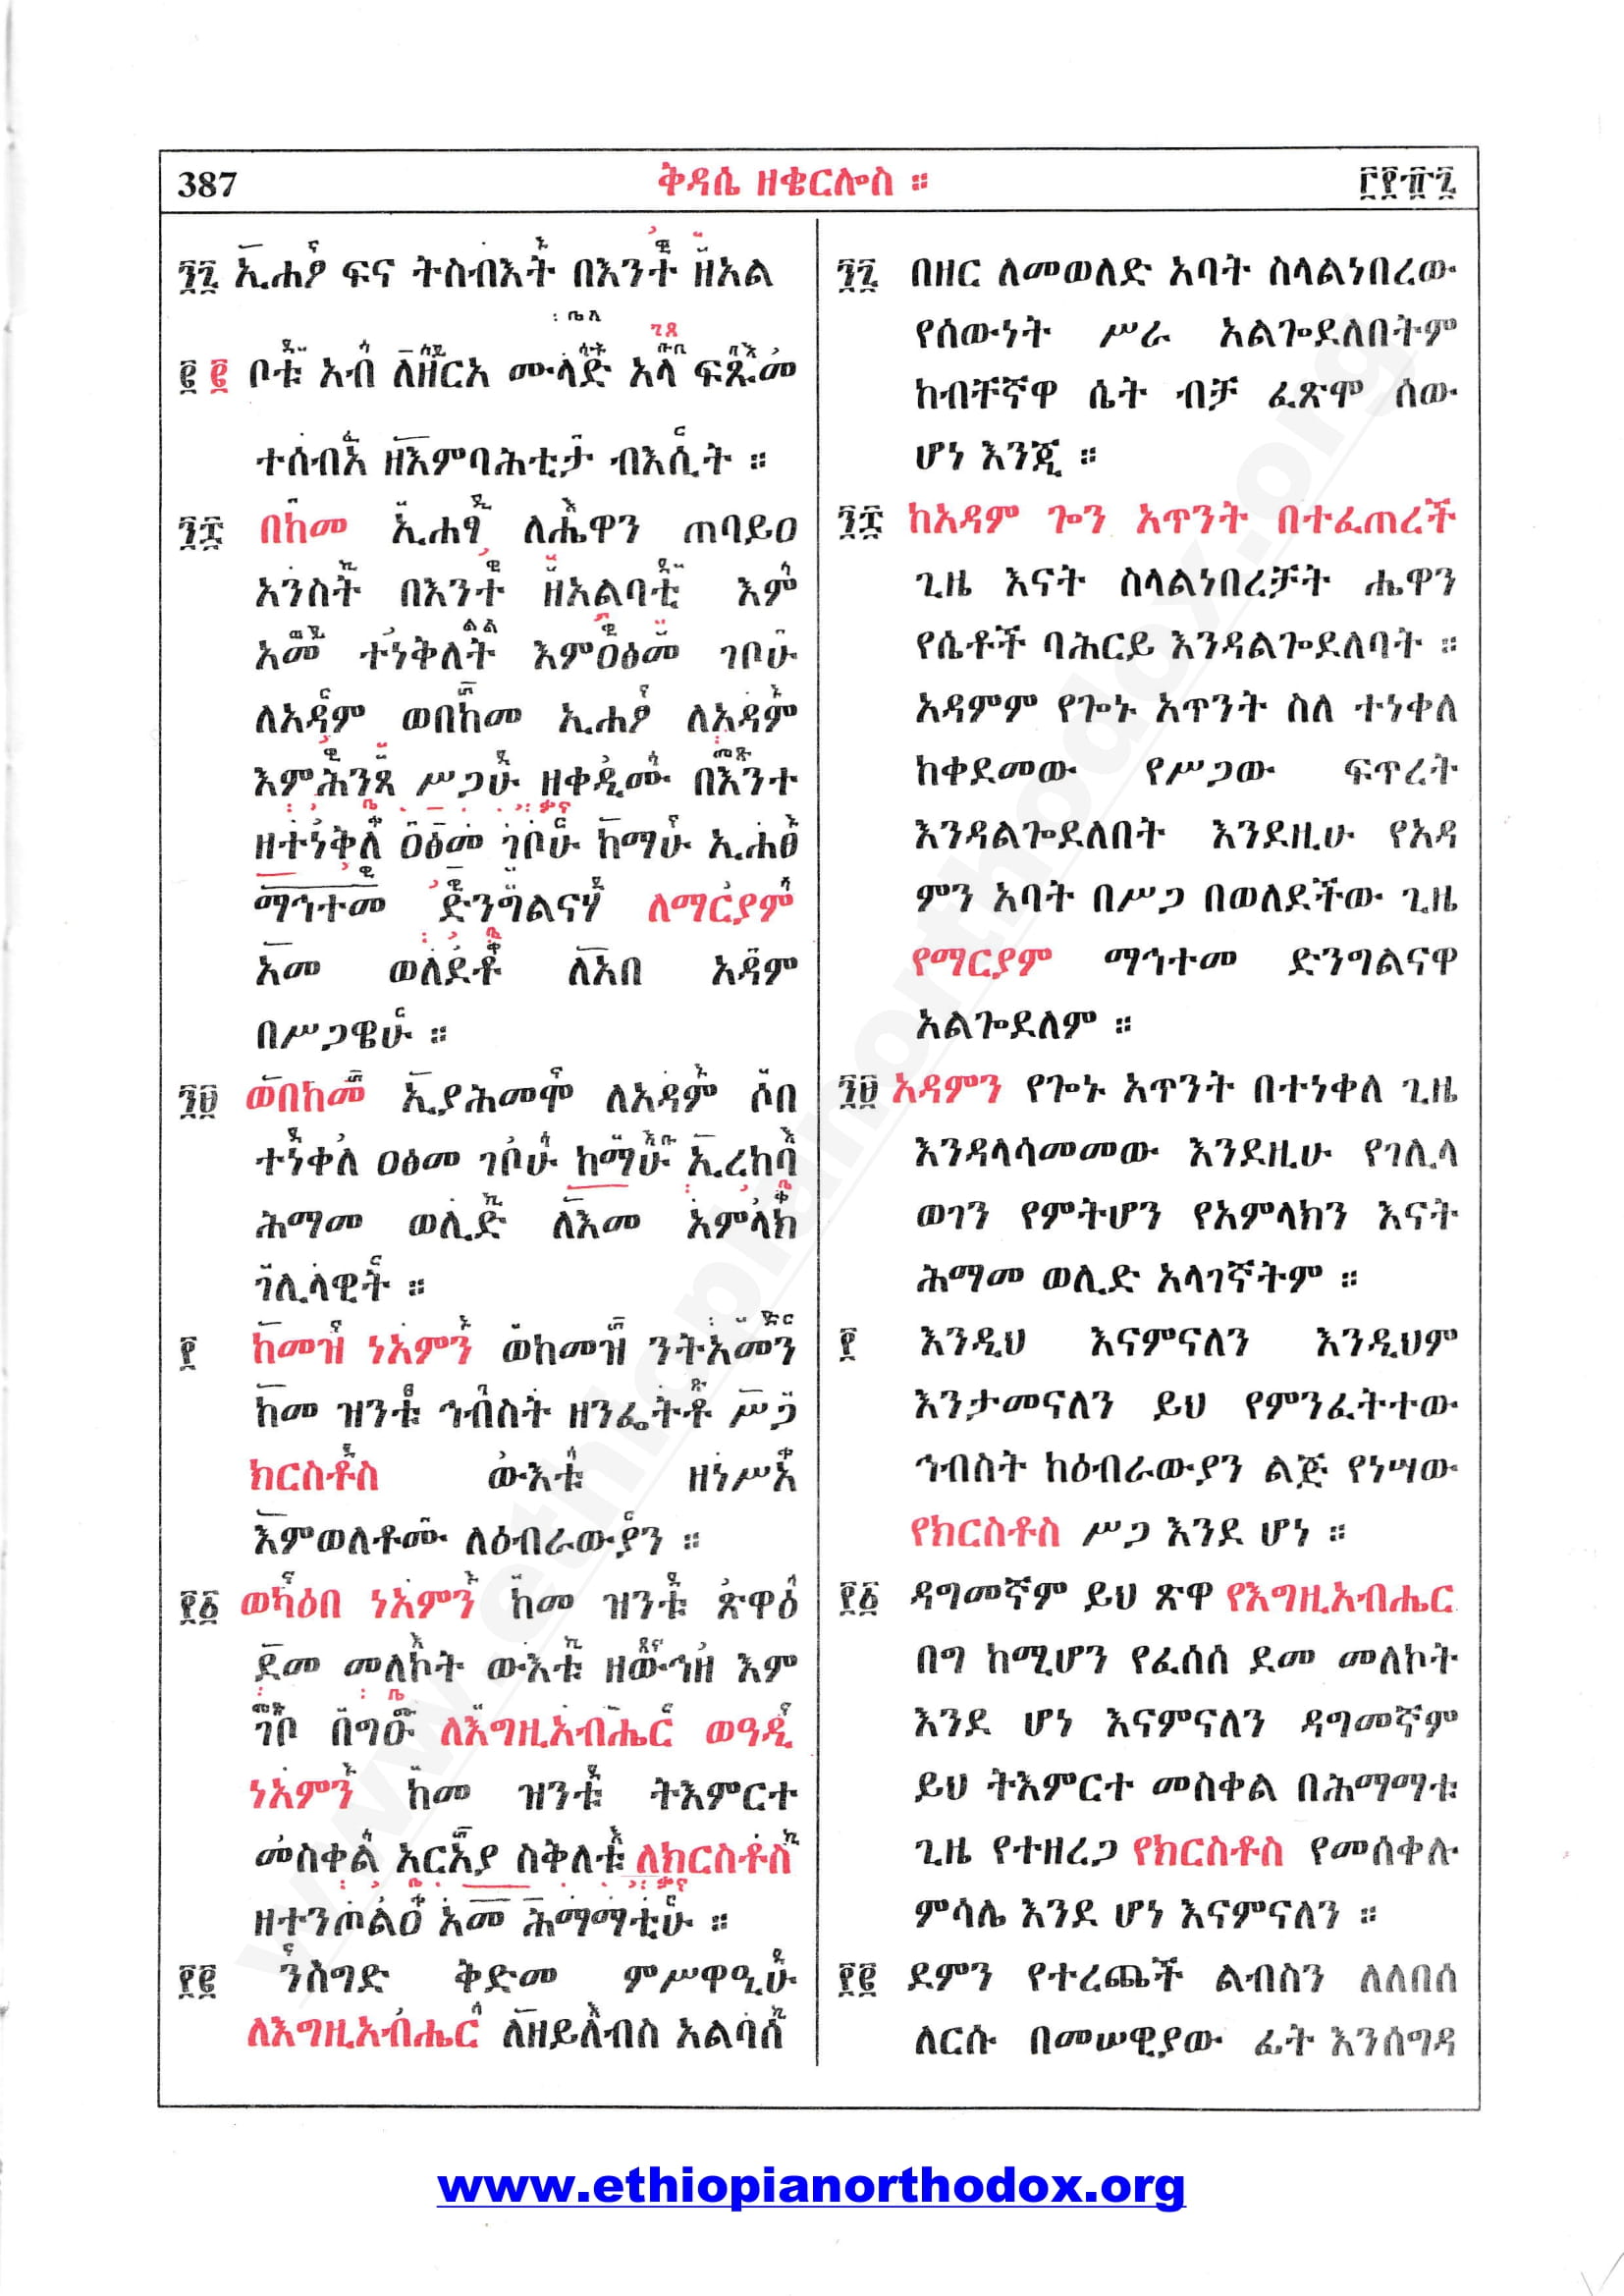 387 ቅዳሴ ዘቄርሎስ ። ፫፻፹፯
፺፯ ኢሐፆ ፍና ትስብእት በእንተ ዘአል
፪ ፪ ቦቱ አብ ለዘርአ ሙላድ አላ ፍጹመ
ተሰብአ ዘእምባሕቲታ ብእሲት ።
፺፰ በከመ ኢሐፃ ለሔዋን ጠባይዐ
አንስት በእንተ ዘአልባቲ እም
አመ ተነቅለት እምዐፅመ ገቦሁ
ለአዳም ወበከመ ኢሐፆ ለአዳም
እምሕንጻ ሥጋሁ ዘቀዲሙ በእንተ
ዘተነቅለ ዐፅመ ገቦሁ ከማሁ ኢሐፀ
ማኅተመ ድንግልናሃ ለማርያም
አመ ወለደቶ ለአበ አዳም
በሥጋዌሁ ።
፺፱ ወበከመ ኢያሕመሞ ለአዳም ሶበ
ተነቀለ ዐፅመ ገቦሁ ከማሁ ኢረከባ
ሕማመ ወሊድ ለእመ አምላክ
ገሊላዊት ።
፻ ከመዝ ነአምን ወከመዝ ንትአመን
ከመ ዝንቱ ኅብስት ዘንፌትቶ ሥጋ
ክርስቶስ ውእቱ ዘነሥአ
እምወለቶሙ ለዕብራውያን ።
፻፩ ወካዕበ ነአምን ከመ ዝንቱ ጽዋዕ
ደመ መለኮት ውእቱ ዘውኅዘ እም
ገቦ በግዑ ለእግዚአብሔር ወዓዲ
ነአምን ከመ ዝንቱ ትእምርተ
መስቀል አርአያ ስቅለቱ ለክርስቶስ
ዘተንጦልዐ አመ ሕማማቲሁ ።
፻፪ ንስግድ ቅድመ ምሥዋዒሁ
ለእግዚአብሔር ለዘይለብስ አልባሰ
፺፯ በዘር ለመወለድ አባት ስላልነበረው
የሰውነት ሥራ አልጐደለበትም
ከብቸኛዋ ሴት ብቻ ፈጽሞ ሰው
ሆነ እንጂ ።
፺፰ ከአዳም ጐን አጥንት በተፈጠረች
ጊዜ እናት ስላልነበረቻት ሔዋን
የሴቶች ባሕርይ እንዳልጐደለባት ።
አዳምም የጐኑ አጥንት ስለ ተነቀለ
ከቀደመው የሥጋው ፍጥረት
እንዳልጐደለበት እንደዚሁ የአዳ
ምን አባት በሥጋ በወለደችው ጊዜ
የማርያም ማኅተመ ድንግልናዋ
አልጐደለም ።
፺፱ አዳምን የጐኑ አጥንት በተነቀለ ጊዜ
እንዳላሳመመው እንደዚሁ የገሊላ
ወገን የምትሆን የአምላክን እናት
ሕማመ ወሊድ አላገኛትም ።
፻ እንዲህ እናምናለን እንዲህም
እንታመናለን ይህ የምንፈትተው
ኅብስት ከዕብራውያን ልጅ የነሣው
የክርስቶስ ሥጋ እንደ ሆነ ።
፻፩ ዳግመኛም ይህ ጽዋ የእግዚአብሔር
በግ ከሚሆን የፈሰሰ ደመ መለኮት
እንደ ሆነ እናምናለን ዳግመኛም
ይህ ትእምርተ መስቀል በሕማማቱ
ጊዜ የተዘረጋ የክርስቶስ የመሰቀሉ
ምሳሌ እንደ ሆነ እናምናለን ።
፻፪ ደምን የተረጨች ልብስን ለለበሰ
ለርሱ በመሠዊያው ፊት እንሰግዳ
www.ethiopianorthodox.org